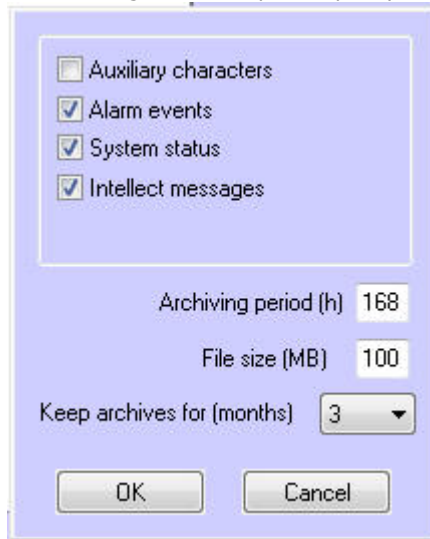 Auxiliary characters
Alarm events
System status
Intellect messages
Archiving period (h) 168
File size (MB) 100
Keep archives for (months) 3
OK Cancel